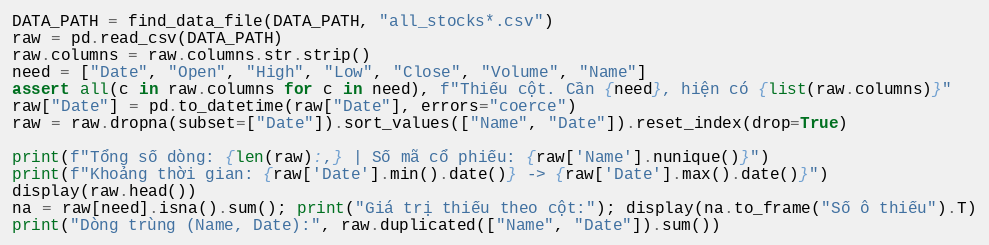 DATA_PATH = find_data_file(DATA_PATH, "all_stocks*.csv")
raw = pd.read_csv(DATA_PATH)
raw.columns = raw.columns.str.strip()
need = ["Date", "Open", "High", "Low", "Close", "Volume", "Name"]
assert all(c in raw.columns for c in need), f"Thiếu cột. Cần {need}, hiện có {list(raw.columns)}"
raw["Date"] = pd.to_datetime(raw["Date"], errors="coerce")
raw = raw.dropna(subset=["Date"]).sort_values(["Name", "Date"]).reset_index(drop=True)
print(f"Tổng số dòng: {len(raw):,} | Số mã cổ phiếu: {raw['Name'].nunique()}")
print(f"Khoảng thời gian: {raw['Date'].min().date()} -> {raw['Date'].max().date()}")
display(raw.head())
na = raw[need].isna().sum(); print("Giá trị thiếu theo cột:"); display(na.to_frame("Số ô thiếu").T)
print("Dòng trùng (Name, Date):", raw.duplicated(["Name", "Date"]).sum())